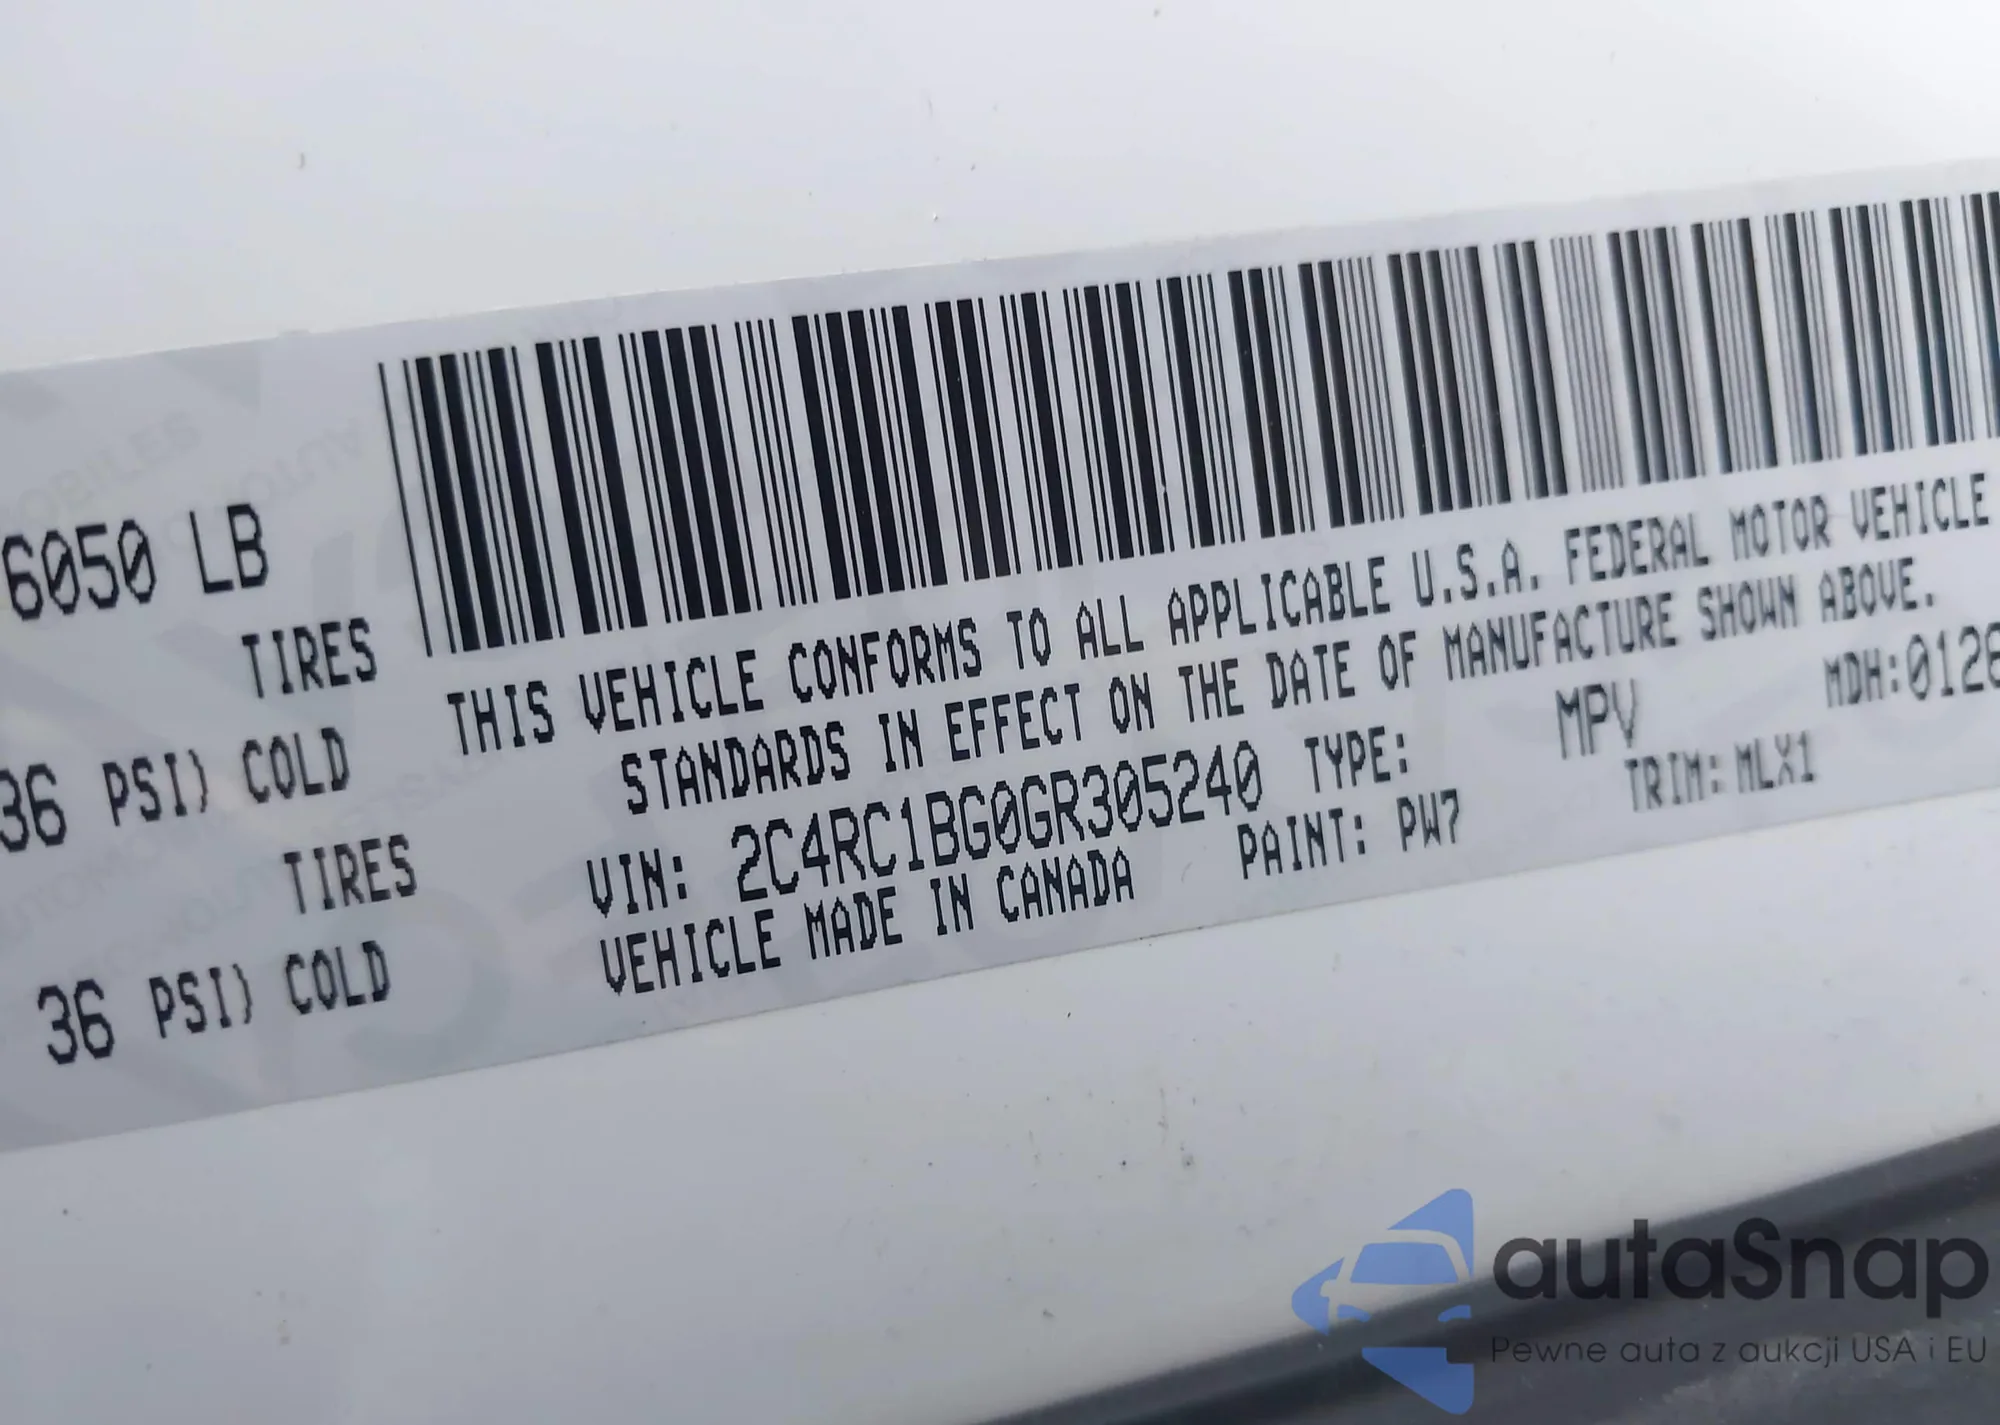 6050 LB
TIRES
36 PSI) COLD
TIRES
36 PSI) COLD
THIS VEHICLE CONFORMS TO ALL APPLICABLE U.S.A. FEDERAL MOTOR VEHICLE
STANDARDS IN EFFECT ON THE DATE OF MANUFACTURE SHOWN ABOVE.
VIN: 2C4RC1BG0GR305240 TYPE: MPV MDH:0126
VEHICLE MADE IN CANADA PAINT: PW7 TRIM: MLX1
autaSnap
Pewne auta z aukcji USA i EU